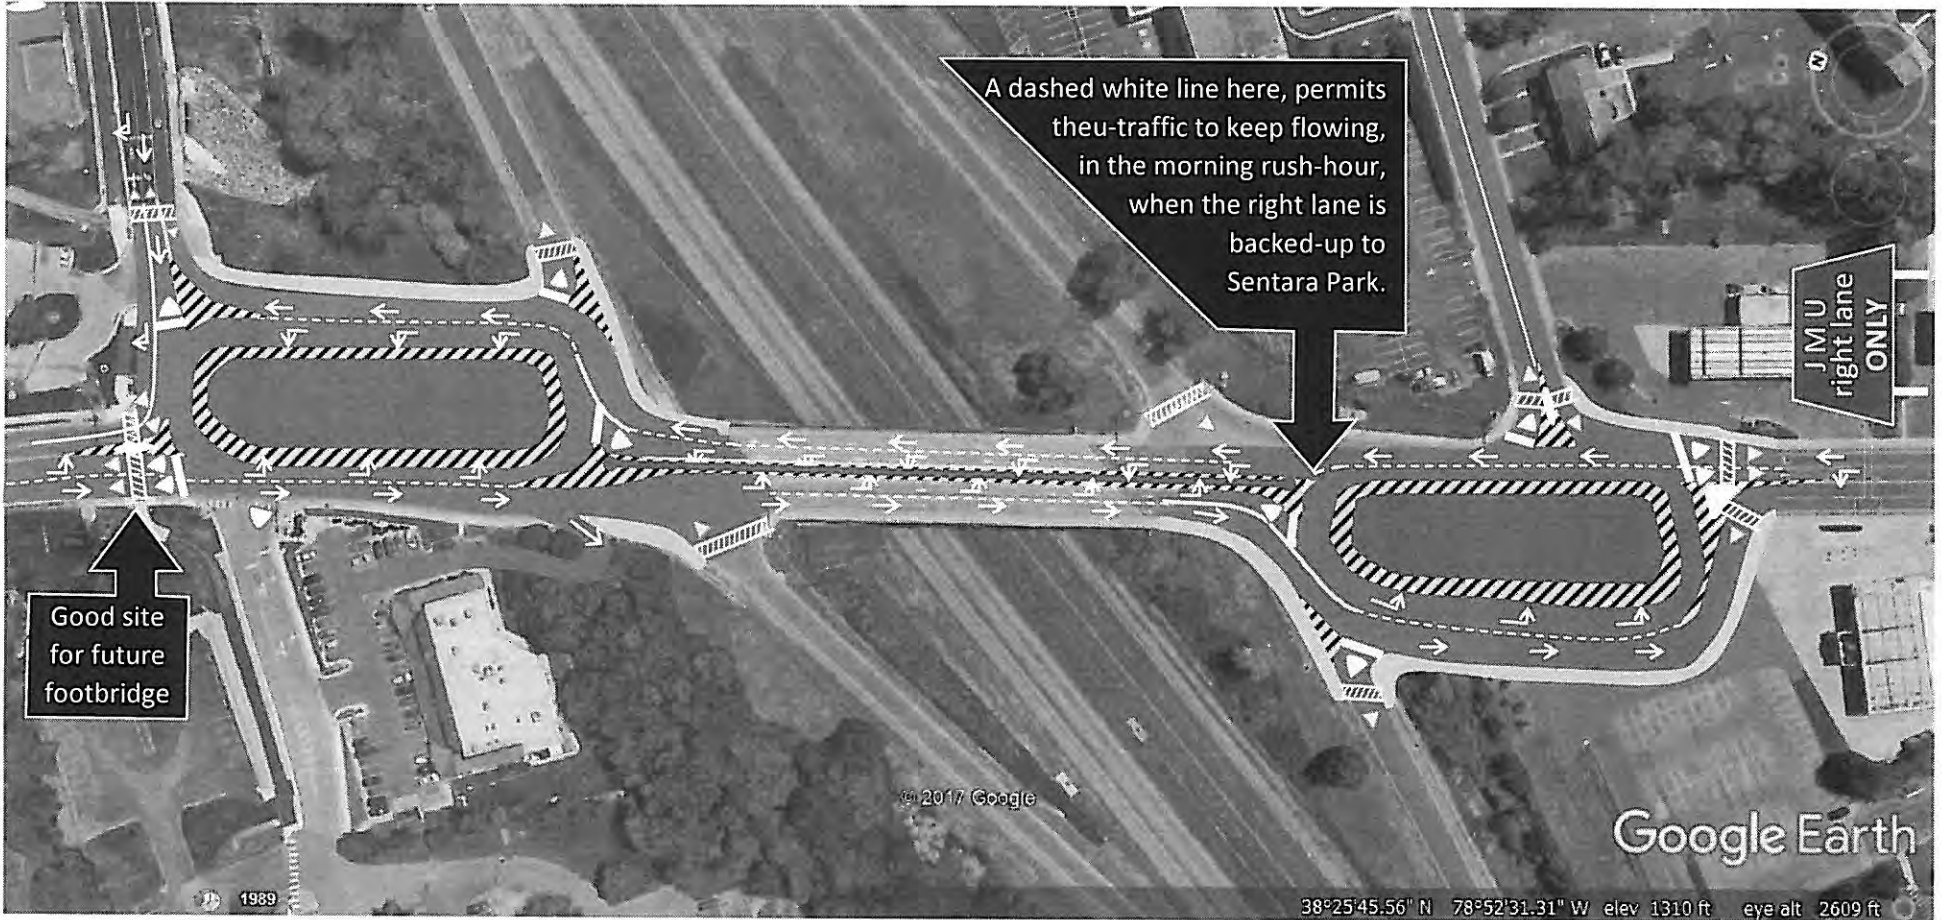 A dashed white line here, permits
theu-traffic to keep flowing,
in the morning rush-hour,
when the right lane is
backed-up to
Sentara Park.
JMU
right lane
ONLY
N
Good site
for future
footbridge
© 2017 Google
Google Earth
1989
38°25'45.56" N 78°52'31.31" W elev 1310 ft eye alt 2609 ft